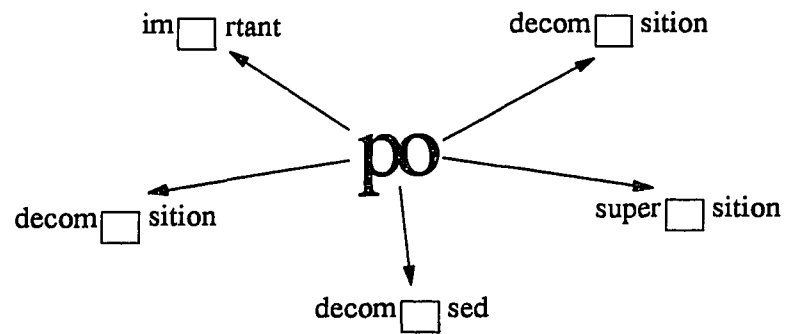 im□rtant
decom□sition
po
decom□sition
super□sition
decom□sed